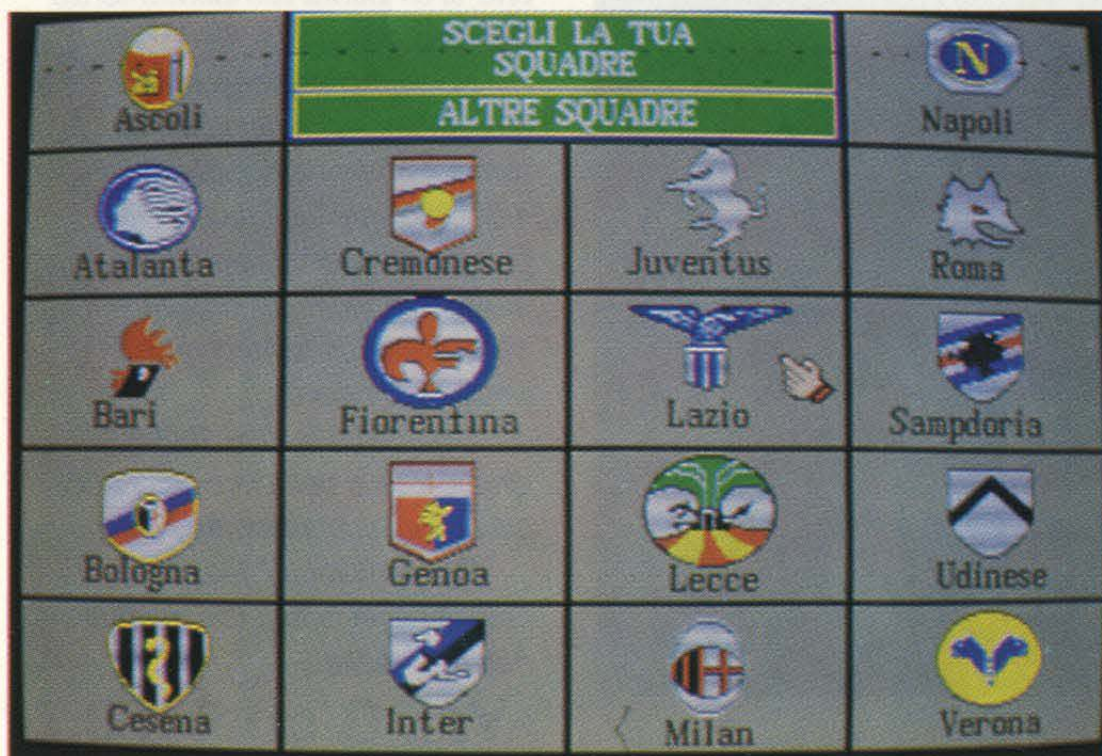 SCEGLI LA TUA
SQUADRE
ALTRE SQUADRE
Ascoli
N
Napoli
Atalanta
Cremonese
Juventus
Roma
Bari
Fiorentina
Lazio
Sampdoria
Bologna
Genoa
Lecce
Udinese
Cesena
Inter
Milan
Verona